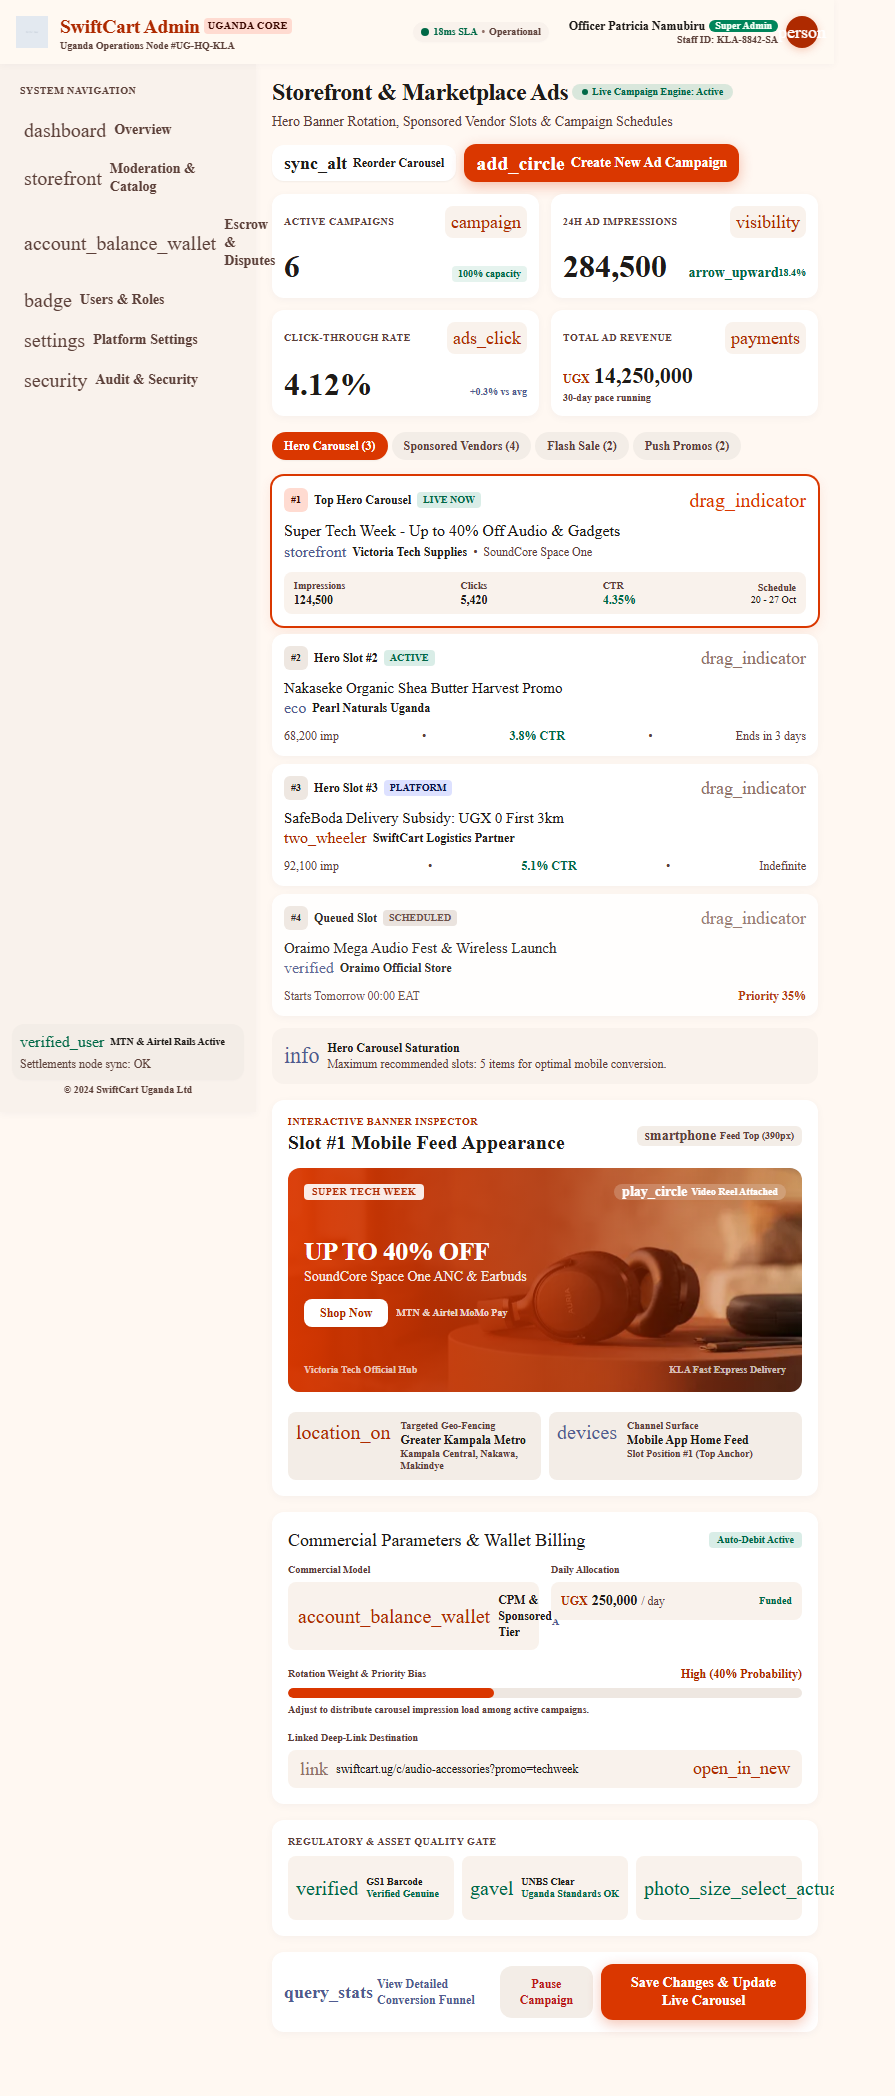 SwiftCart Admin UGANDA CORE
Uganda Operations Node #UG-HQ-KLA
18ms SLA • Operational
Officer Patricia Namubiru Super Admin
Staff ID: KLA-8842-SA
SYSTEM NAVIGATION
dashboard Overview
storefront Moderation &
Catalog
account_balance_wallet Escrow
&
Disputes
badge Users & Roles
settings Platform Settings
security Audit & Security
verified_user MTN & Airtel Rails Active
Settlements node sync: OK
© 2024 SwiftCart Uganda Ltd
Storefront & Marketplace Ads Live Campaign Engine: Active
Hero Banner Rotation, Sponsored Vendor Slots & Campaign Schedules
sync_alt Reorder Carousel
add_circle Create New Ad Campaign
ACTIVE CAMPAIGNS campaign
6 100% capacity
24H AD IMPRESSIONS visibility
284,500 arrow_upward18.4%
CLICK-THROUGH RATE ads_click
4.12% +0.3% vs avg
TOTAL AD REVENUE payments
UGX 14,250,000
30-day pace running
Hero Carousel (3) Sponsored Vendors (4) Flash Sale (2) Push Promos (2)
#1 Top Hero Carousel LIVE NOW drag_indicator
Super Tech Week - Up to 40% Off Audio & Gadgets
storefront Victoria Tech Supplies • SoundCore Space One
Impressions Clicks CTR Schedule
124,500 5,420 4.35% 20 - 27 Oct
#2 Hero Slot #2 ACTIVE drag_indicator
Nakaseke Organic Shea Butter Harvest Promo
eco Pearl Naturals Uganda
68,200 imp • 3.8% CTR • Ends in 3 days
#3 Hero Slot #3 PLATFORM drag_indicator
SafeBoda Delivery Subsidy: UGX 0 First 3km
two_wheeler SwiftCart Logistics Partner
92,100 imp • 5.1% CTR • Indefinite
#4 Queued Slot SCHEDULED drag_indicator
Oraimo Mega Audio Fest & Wireless Launch
verified Oraimo Official Store
Starts Tomorrow 00:00 EAT Priority 35%
info Hero Carousel Saturation
Maximum recommended slots: 5 items for optimal mobile conversion.
INTERACTIVE BANNER INSPECTOR
Slot #1 Mobile Feed Appearance smartphone Feed Top (390px)
SUPER TECH WEEK play_circle Video Reel Attached
UP TO 40% OFF
SoundCore Space One ANC & Earbuds
Shop Now MTN & Airtel MoMo Pay
Victoria Tech Official Hub KLA Fast Express Delivery
location_on Targeted Geo-Fencing
Greater Kampala Metro
Kampala Central, Nakawa,
Makindye
devices Channel Surface
Mobile App Home Feed
Slot Position #1 (Top Anchor)
Commercial Parameters & Wallet Billing Auto-Debit Active
Commercial Model
account_balance_wallet CPM &
Sponsored
Tier
Daily Allocation
UGX 250,000 / day Funded
A
Rotation Weight & Priority Bias High (40% Probability)
Adjust to distribute carousel impression load among active campaigns.
Linked Deep-Link Destination
link swiftcart.ug/c/audio-accessories?promo=techweek open_in_new
REGULATORY & ASSET QUALITY GATE
verified GS1 Barcode
Verified Genuine
gavel UNBS Clear
Uganda Standards OK
photo_size_select_actua
query_stats View Detailed
Conversion Funnel
Pause
Campaign
Save Changes & Update
Live Carousel